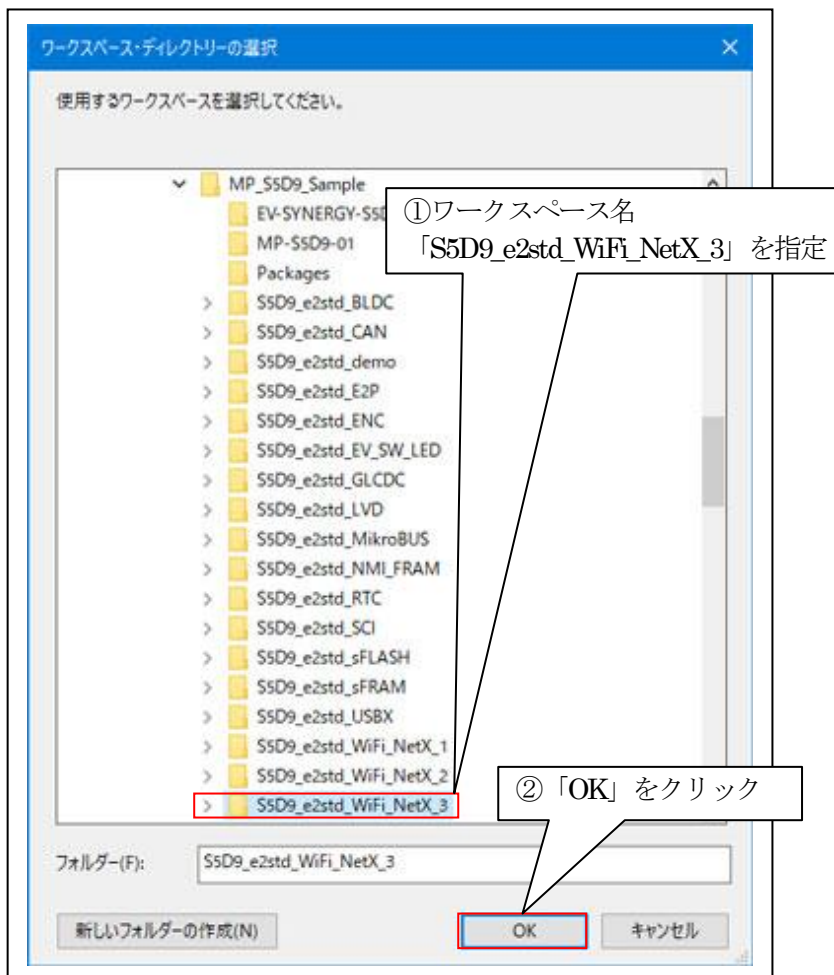 ワークスペース・ディレクトリーの選択
使用するワークスペースを選択してください。
MP_S5D9_Sample
EV-SYNERGY-S5D
①ワークスペース名
「S5D9_e2std_WiFi_NetX_3」を指定
MP-S5D9-01
Packages
S5D9_e2std_BLDC
S5D9_e2std_CAN
S5D9_e2std_demo
S5D9_e2std_E2P
S5D9_e2std_ENC
S5D9_e2std_EV_SW_LED
S5D9_e2std_GLCDC
S5D9_e2std_LVD
S5D9_e2std_MikroBUS
S5D9_e2std_NMI_FRAM
S5D9_e2std_RTC
S5D9_e2std_SCI
S5D9_e2std_sFLASH
S5D9_e2std_sFRAM
S5D9_e2std_USBX
S5D9_e2std_WiFi_NetX_1
S5D9_e2std_WiFi_NetX_2
S5D9_e2std_WiFi_NetX_3
②「OK」をクリック
フォルダー(F): S5D9_e2std_WiFi_NetX_3
新しいフォルダーの作成(N) OK キャンセル